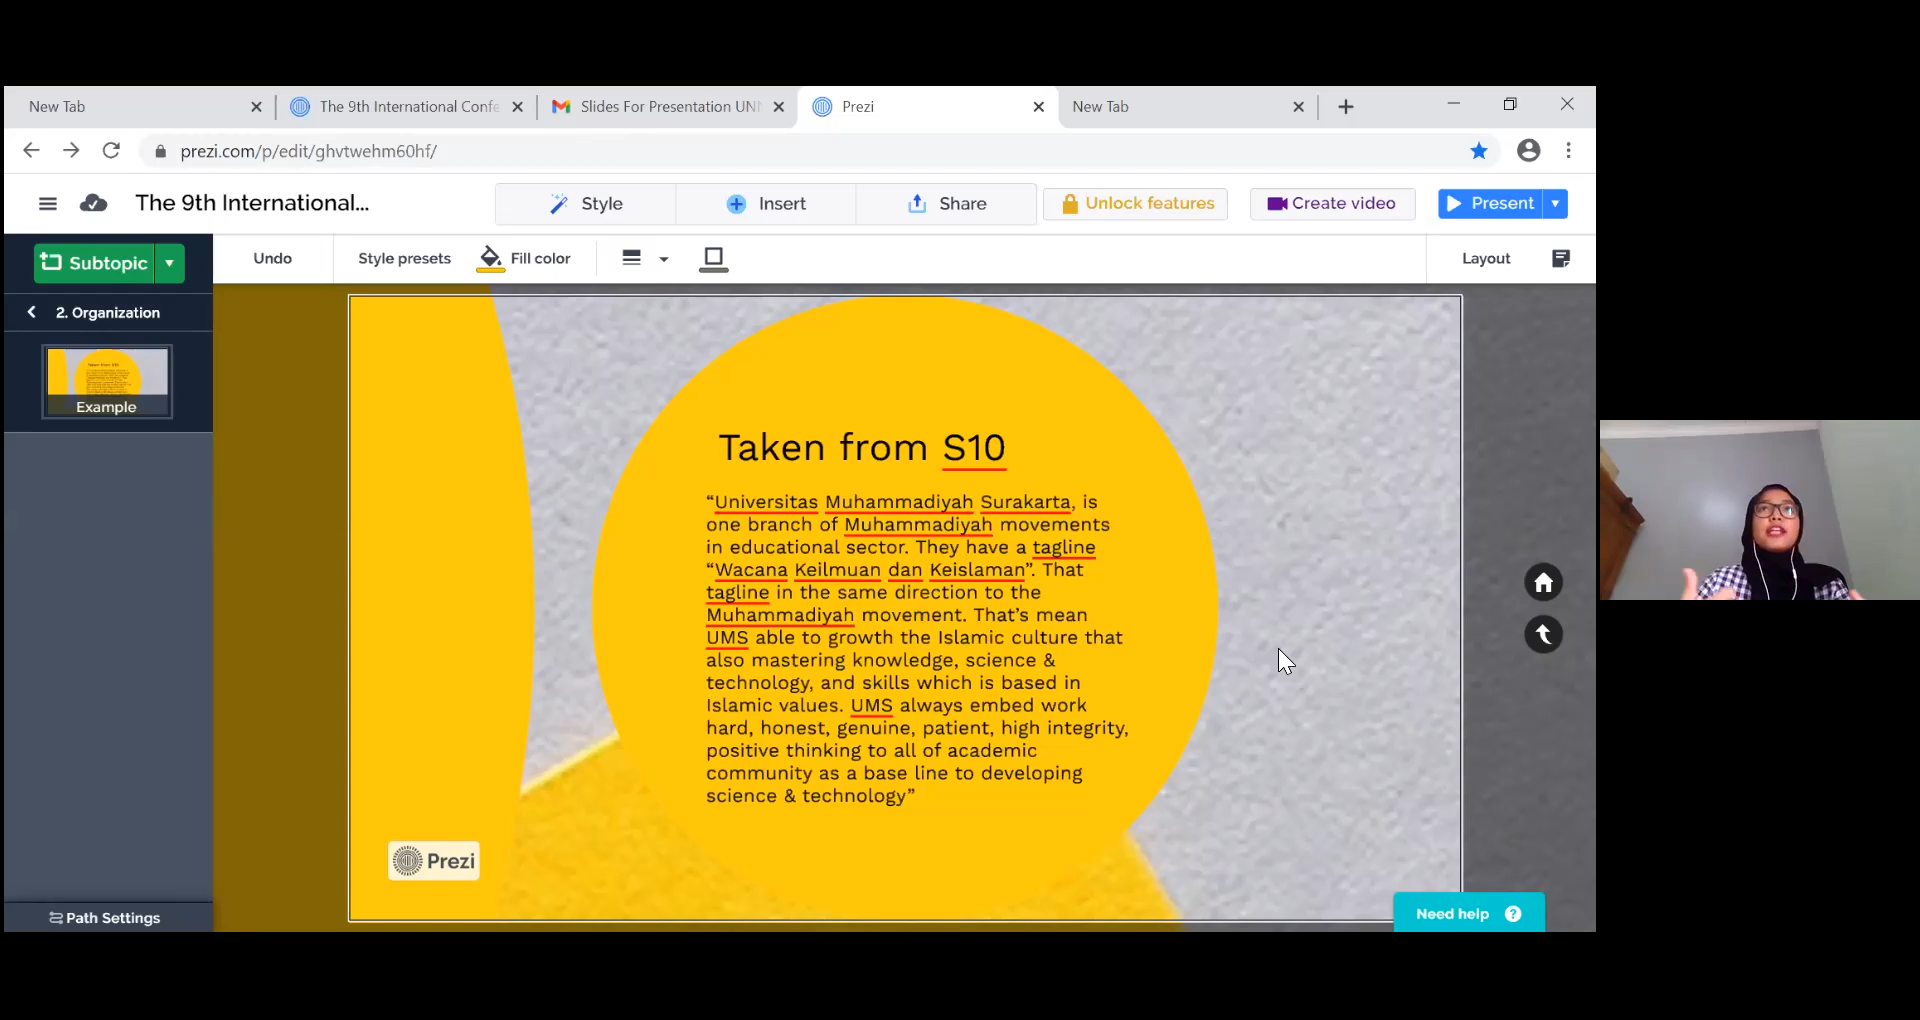 New Tab
The 9th International Confe
Slides For Presentation UNI
Prezi
New Tab
prezi.com/p/edit/ghvtwehm60hf/
The 9th International...
Style
Insert
Share
Unlock features
Create video
Present
Subtopic
Undo
Style presets
Fill color
Layout
2. Organization
Example
Taken from S10
“Universitas Muhammadiyah Surakarta, is
one branch of Muhammadiyah movements
in educational sector. They have a tagline
“Wacana Keilmuan dan Keislaman”. That
tagline in the same direction to the
Muhammadiyah movement. That’s mean
UMS able to growth the Islamic culture that
also mastering knowledge, science &
technology, and skills which is based in
Islamic values. UMS always embed work
hard, honest, genuine, patient, high integrity,
positive thinking to all of academic
community as a base line to developing
science & technology”
Prezi
Path Settings
Need help ?